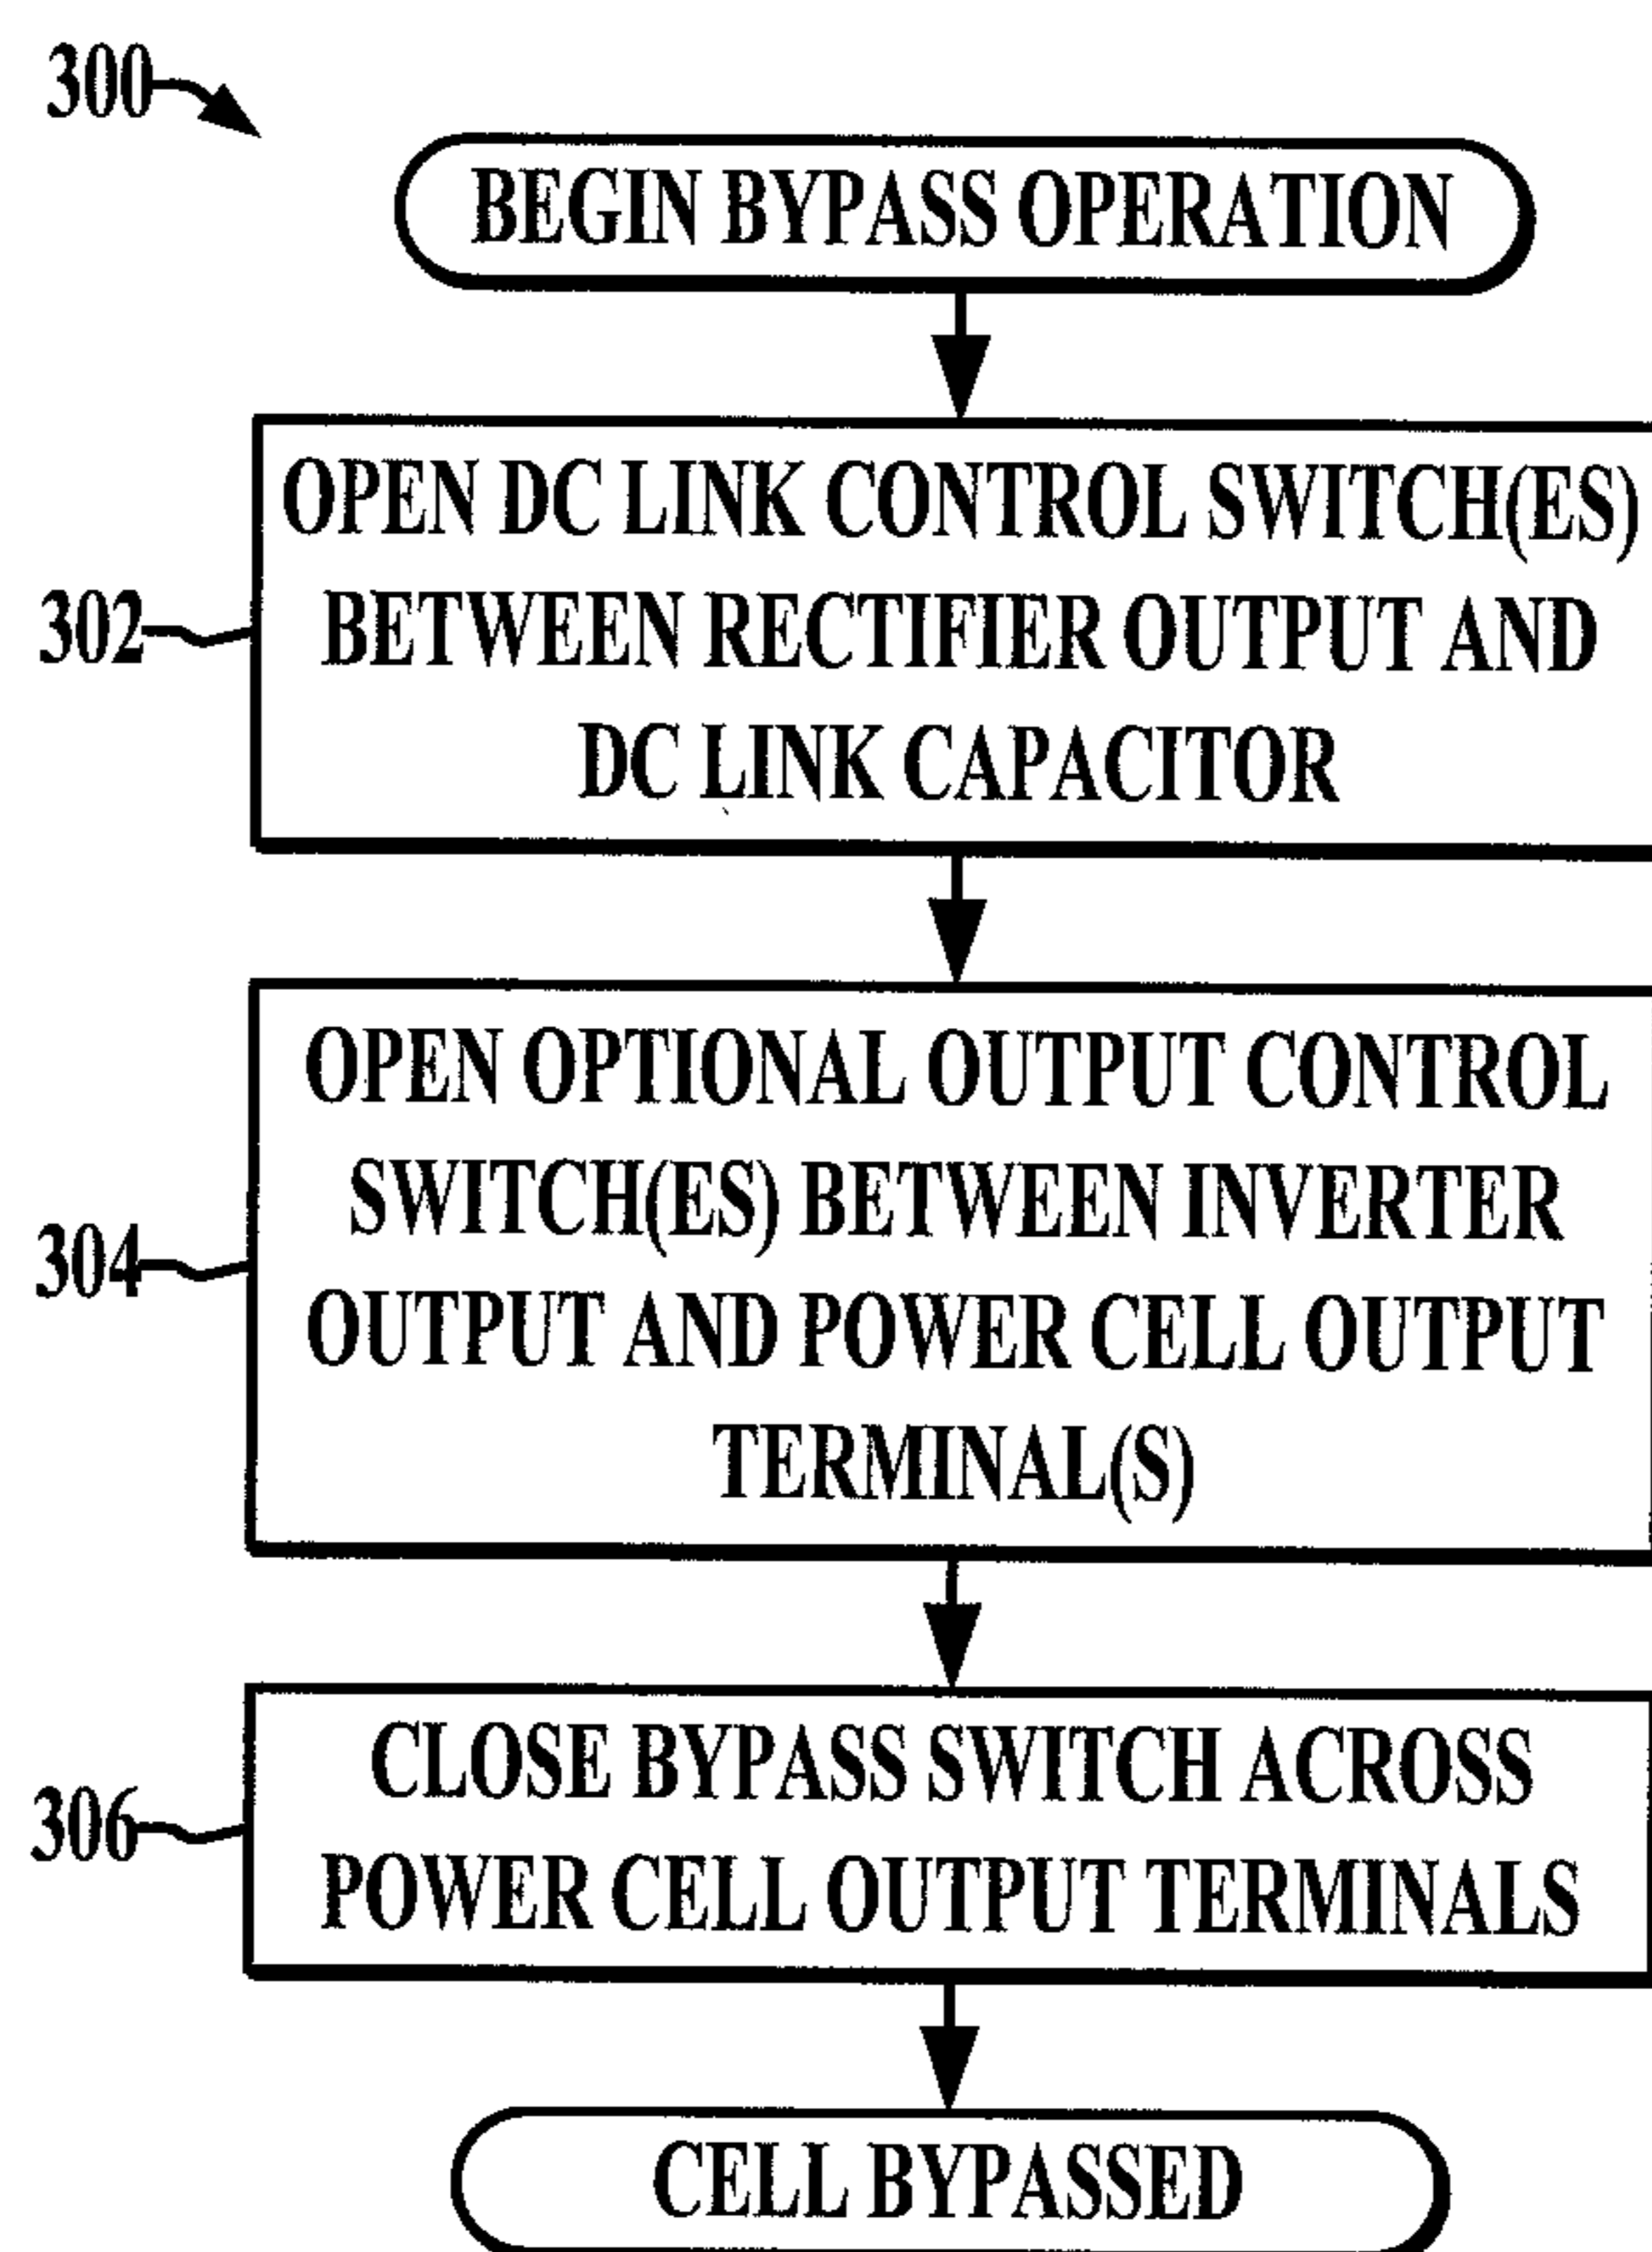 300
BEGIN BYPASS OPERATION
OPEN DC LINK CONTROL SWITCH(ES)
BETWEEN RECTIFIER OUTPUT AND
DC LINK CAPACITOR
302
OPEN OPTIONAL OUTPUT CONTROL
SWITCH(ES) BETWEEN INVERTER
OUTPUT AND POWER CELL OUTPUT
TERMINAL(S)
304
CLOSE BYPASS SWITCH ACROSS
POWER CELL OUTPUT TERMINALS
306
CELL BYPASSED